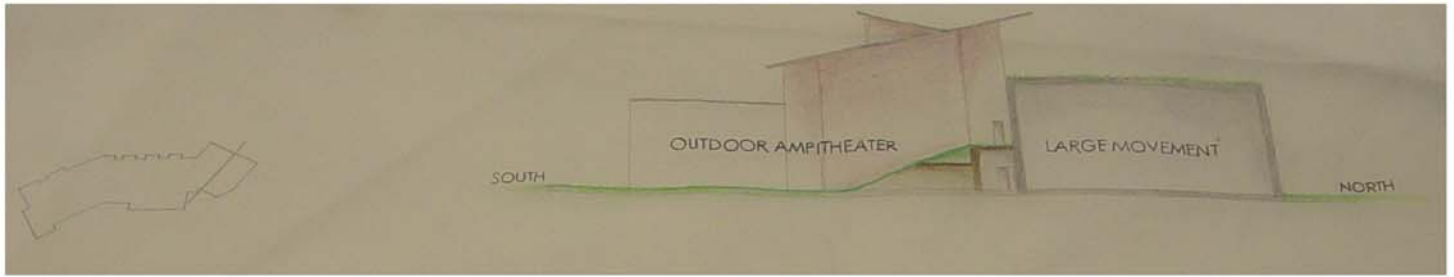 OUTDOOR AMPITHEATER
LARGE MOVEMENT
SOUTH
NORTH